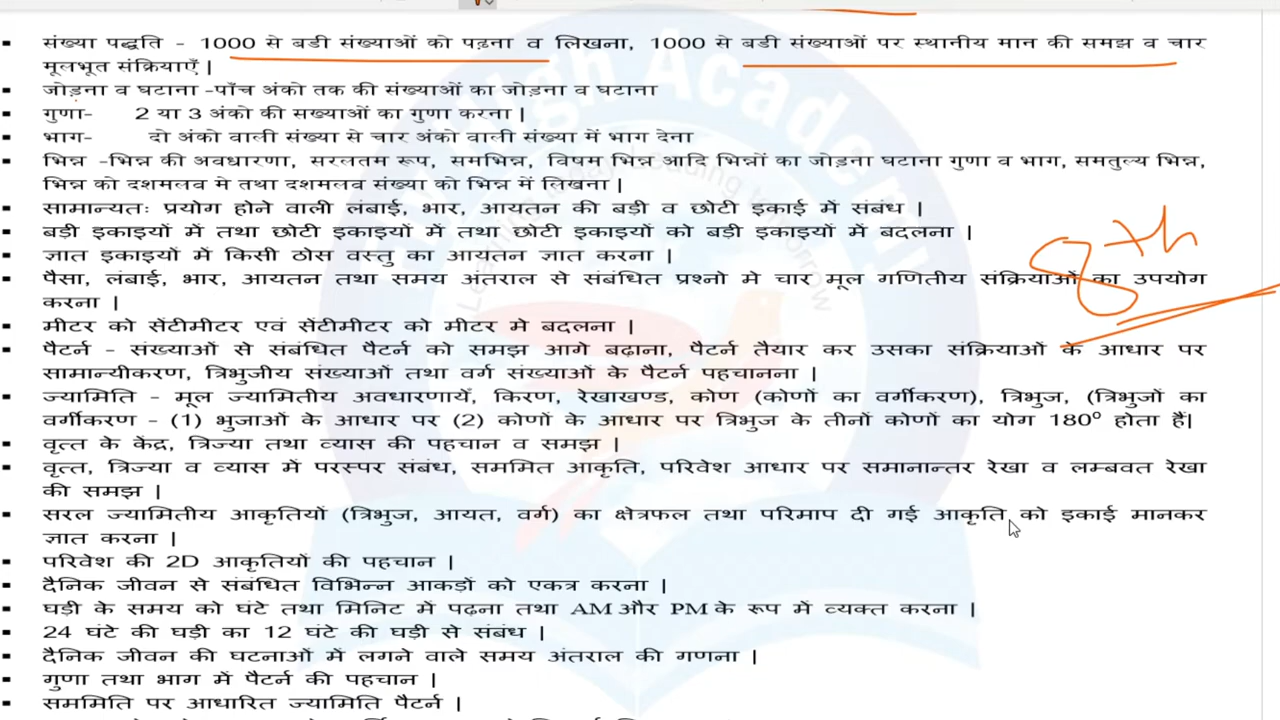 ▪ संख्या पद्धति - 1000 से बडी संख्याओं को पढ़ना व लिखना, 1000 से बडी संख्याओं पर स्थानीय मान की समझ व चार
मूलभूत संक्रियाएँ |
▪ जोड़ना व घटाना -पाँच अंको तक की संख्याओं का जोड़ना व घटाना
▪ गुणा- 2 या 3 अंको की सख्याओं का गुणा करना |
▪ भाग- दो अंको वाली संख्या से चार अंको वाली संख्या में भाग देना
▪ भिन्न -भिन्न की अवधारणा, सरलतम रूप, समभिन्न, विषम भिन्न आदि भिन्नों का जोड़ना घटाना गुणा व भाग, समतुल्य भिन्न,
भिन्न को दशमलव मे तथा दशमलव संख्या को भिन्न में लिखना |
▪ सामान्यतः प्रयोग होने वाली लंबाई, भार, आयतन की बड़ी व छोटी इकाई में संबंध |
▪ बड़ी इकाइयों में तथा छोटी इकाइयों में तथा छोटी इकाइयों को बड़ी इकाइयों में बदलना |
▪ ज्ञात इकाइयों में किसी ठोस वस्तु का आयतन ज्ञात करना |
8th
▪ पैसा, लंबाई, भार, आयतन तथा समय अंतराल से संबंधित प्रश्नो मे चार मूल गणितीय संक्रियाओं का उपयोग
करना |
▪ मीटर को सेंटीमीटर एवं सेंटीमीटर को मीटर मे बदलना |
▪ पैटर्न - संख्याओं से संबंधित पैटर्न को समझ आगे बढ़ाना, पैटर्न तैयार कर उसका संक्रियाओं के आधार पर
सामान्यीकरण, त्रिभुजीय संख्याओं तथा वर्ग संख्याओं के पैटर्न पहचानना |
▪ ज्यामिति - मूल ज्यामितीय अवधारणायेँ, किरण, रेखाखण्ड, कोण (कोणों का वर्गीकरण), त्रिभुज, (त्रिभुजों का
वर्गीकरण - (1) भुजाओं के आधार पर (2) कोणों के आधार पर त्रिभुज के तीनों कोणों का योग 180° होता हैं|
▪ वृत्त के केंद्र, त्रिज्या तथा व्यास की पहचान व समझ |
▪ वृत्त, त्रिज्या व व्यास में परस्पर संबंध, सममित आकृति, परिवेश आधार पर समानान्तर रेखा व लम्बवत रेखा
की समझ |
▪ सरल ज्यामितीय आकृतियों (त्रिभुज, आयत, वर्ग) का क्षेत्रफल तथा परिमाप दी गई आकृति को इकाई मानकर
ज्ञात करना |
▪ परिवेश की 2D आकृतियों की पहचान |
▪ दैनिक जीवन से संबंधित विभिन्न आकड़ों को एकत्र करना |
▪ घड़ी के समय को घंटे तथा मिनिट में पढ़ना तथा AM और PM के रूप में व्यक्त करना |
▪ 24 घंटे की घड़ी का 12 घंटे की घड़ी से संबंध |
▪ दैनिक जीवन की घटनाओं में लगने वाले समय अंतराल की गणना |
▪ गुणा तथा भाग में पैटर्न की पहचान |
▪ सममिति पर आधारित ज्यामिति पैटर्न |